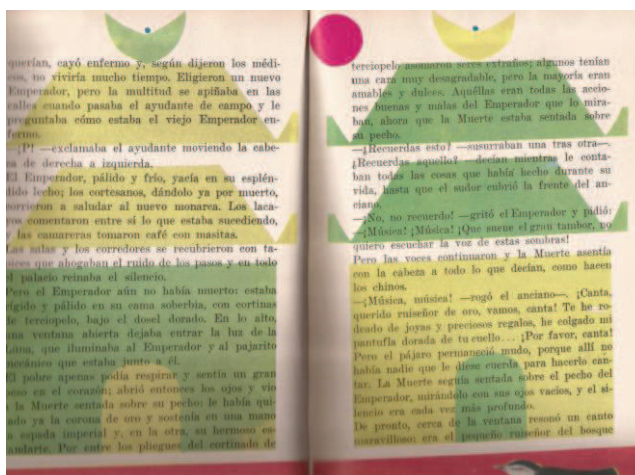 querían, cayó enfermo y, según dijeron los médi-
cos, no viviría mucho tiempo. Eligieron un nuevo
Emperador, pero la multitud se apiñaba en las
calles cuando pasaba el ayudante de campo y le
preguntaba cómo estaba el viejo Emperador en-
fermo.
—¡P! —exclamaba el ayudante moviendo la cabe-
za de derecha a izquierda.
El Emperador, pálido y frío, yacía en su esplén-
dido lecho; los cortesanos, dándolo ya por muerto,
corrieron a saludar al nuevo monarca. Los laca-
yos comentaron entre sí lo que estaba sucediendo,
y las camareras tomaron café con masitas.
Las salas y los corredores se recubrieron con ta-
pices que ahogaban el ruido de los pasos y en todo
el palacio reinaba el silencio.
Pero el Emperador aún no había muerto: estaba
rígido y pálido en su cama soberbia, con cortinas
de terciopelo, bajo el dosel dorado. En lo alto,
una ventana abierta dejaba entrar la luz de la
Luna, que iluminaba al Emperador y al pajarito
mecánico que estaba junto a él.
El pobre apenas podía respirar y sentía un gran
peso en el corazón; abrió entonces los ojos y vio
a la Muerte sentada sobre su pecho: le había qui-
tado ya la corona de oro y sostenía en una mano
la espada imperial y, en la otra, su hermoso es-
tandarte. Por entre los pliegues del cortinado de
terciopelo asomaron seres extraños; algunos tenían
una cara muy desagradable, pero la mayoría eran
amables y dulces. Aquéllas eran todas las accio-
nes buenas y malas del Emperador que lo mira-
ban, ahora que la Muerte estaba sentada sobre
su pecho.
—¿Recuerdas esto? —susurraban una tras otra—.
¿Recuerdas aquello? —decían mientras le conta-
ban todas las cosas que había hecho durante su
vida, hasta que el sudor cubrió la frente del an-
ciano.
—¡No, no recuerdo! —gritó el Emperador y pidió:
—¡Música! ¡Música! ¡Que suene el gran tambor, no
quiero escuchar la voz de estas sombras!
Pero las voces continuaron y la Muerte asentía
con la cabeza a todo lo que decían, como hacen
los chinos.
—¡Música, música! —rogó el anciano—. ¡Canta,
querido ruiseñor de oro, vamos, canta! Te he ro-
deado de joyas y preciosos regalos, he colgado mi
pantufla dorada de tu cuello... ¡Por favor, canta!
Pero el pájaro permaneció mudo, porque allí no
había nadie que le diese cuerda para hacerlo can-
tar. La Muerte seguía sentada sobre el pecho del
Emperador, mirándolo con sus ojos vacíos, y el si-
lencio era cada vez más profundo.
De pronto, cerca de la ventana resonó un canto
maravilloso: era el pequeño ruiseñor del bosque